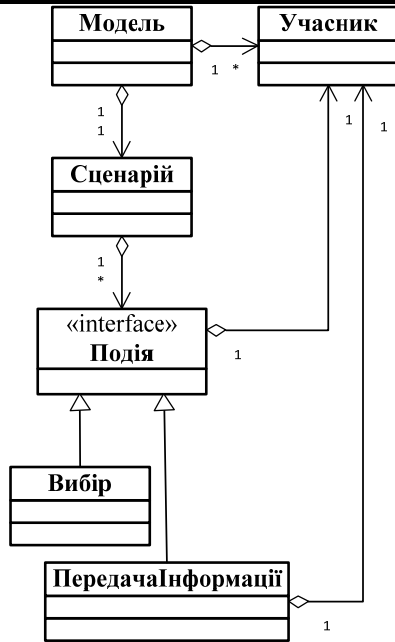 Модель
Учасник
1 *
1
1
1
1
Сценарій
1
*
«interface»
Подія
1
Вибір
ПередачаІнформації
1